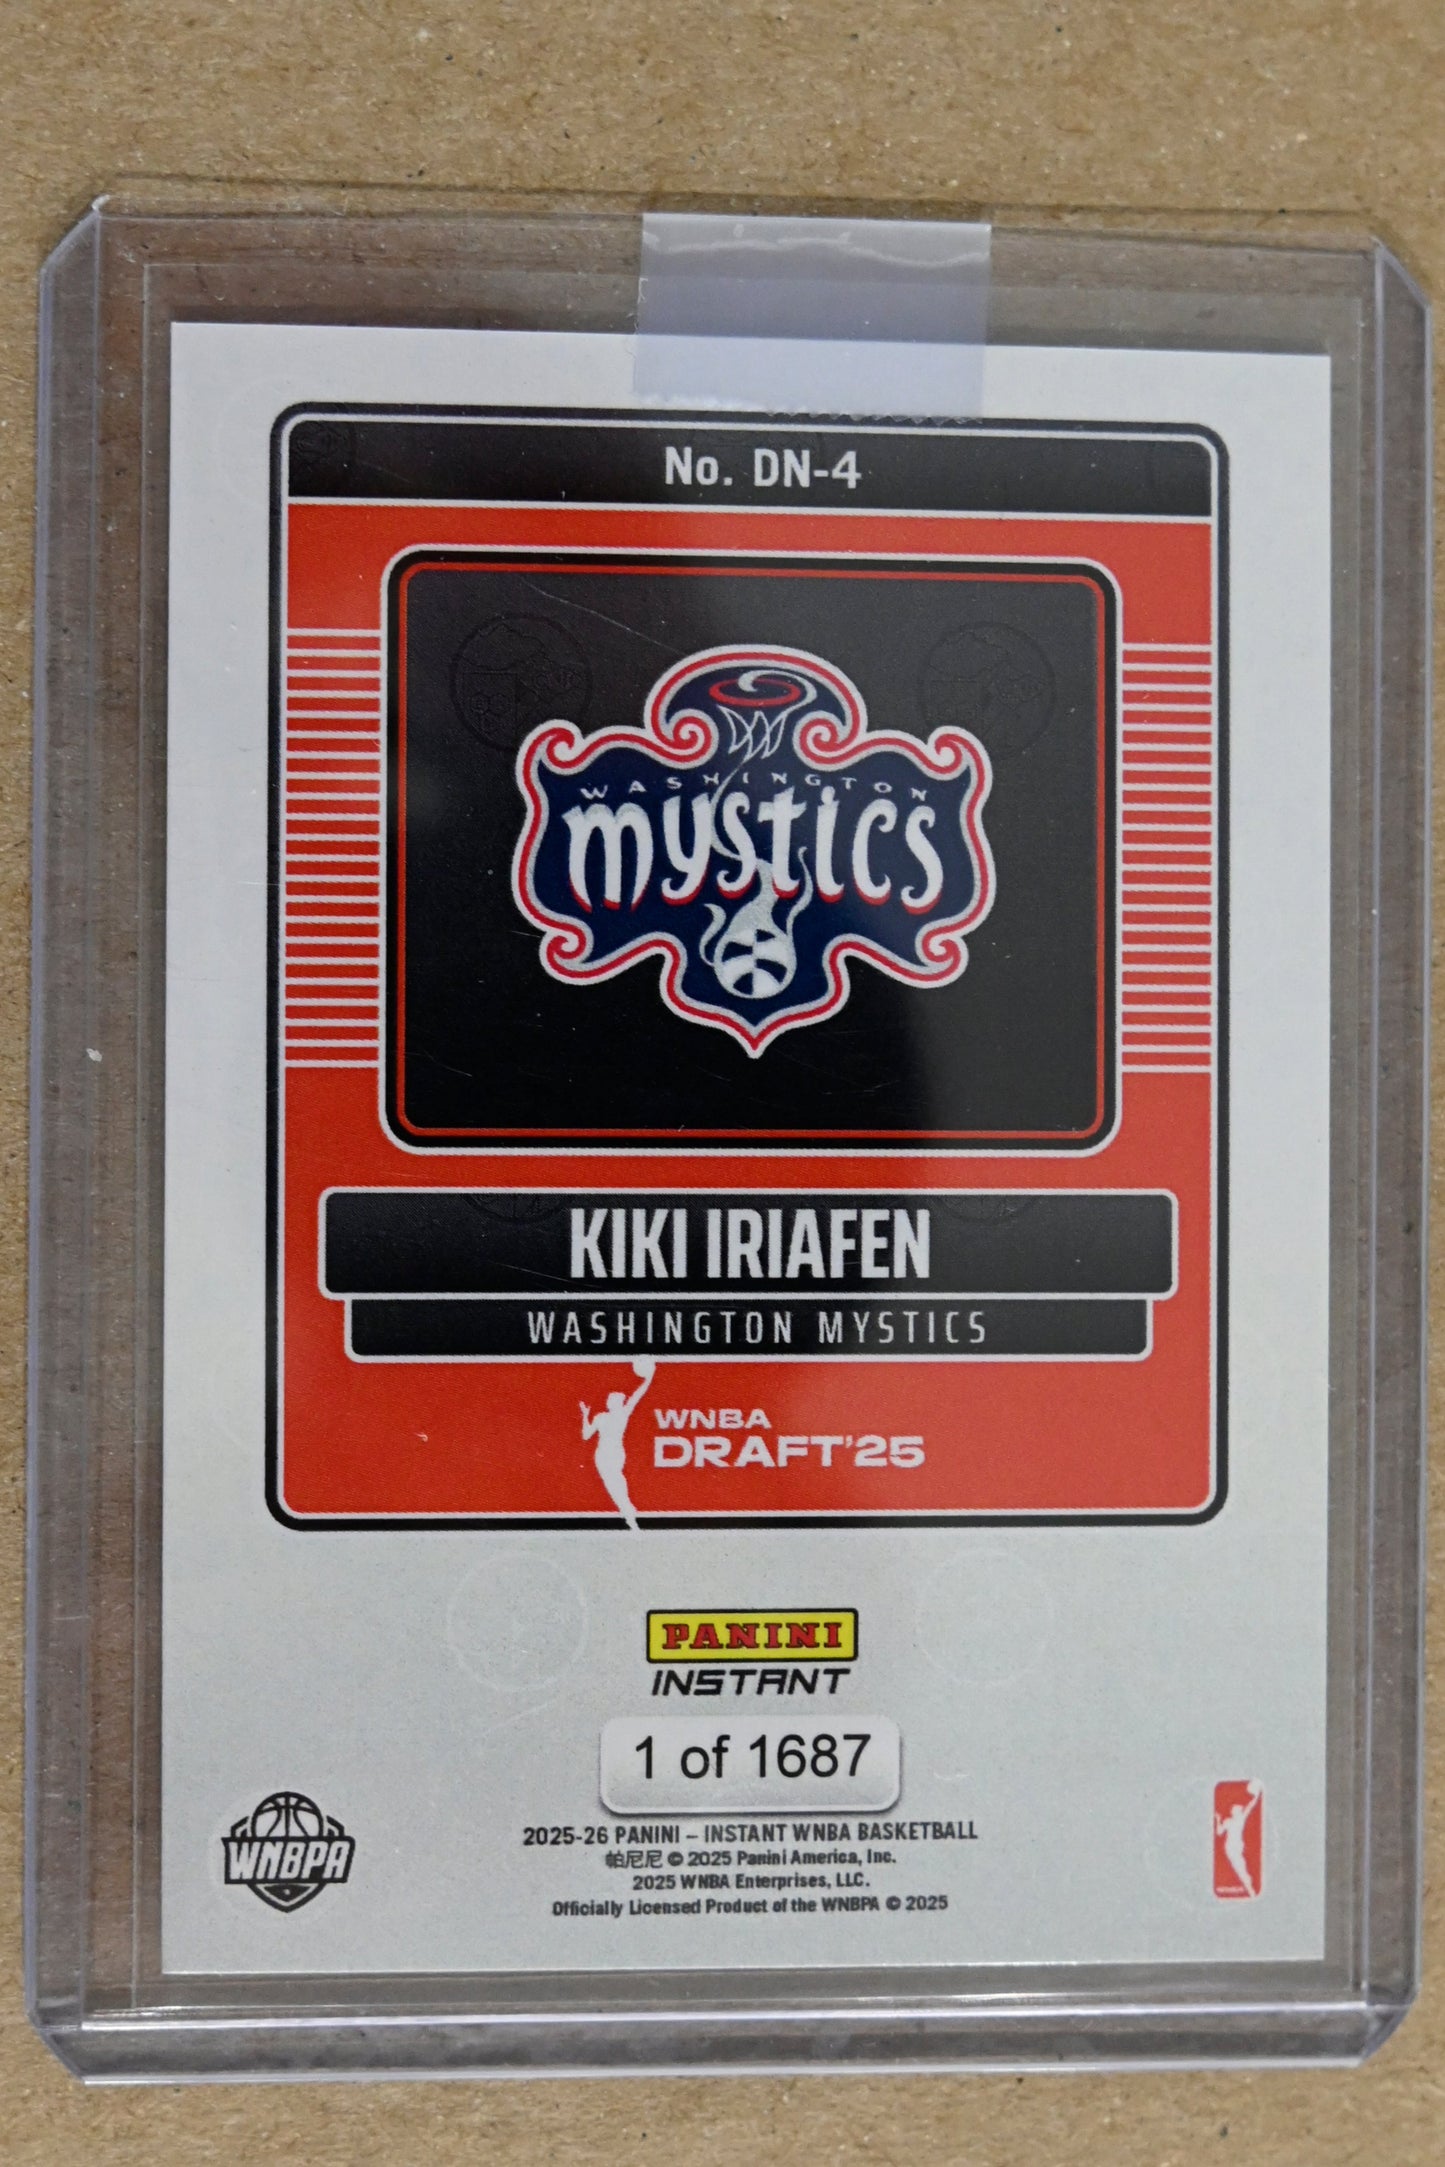 No. DN-4
WASHINGTON
mystics
KIKI IRIAFEN
WASHINGTON MYSTICS
WNBA
DRAFT'25
PANINI
INSTANT
1 of 1687
WNBPA
2025-26 PANINI – INSTANT WNBA BASKETBALL
帕尼尼 © 2025 Panini America, Inc.
2025 WNBA Enterprises, LLC.
Officially Licensed Product of the WNBPA © 2025